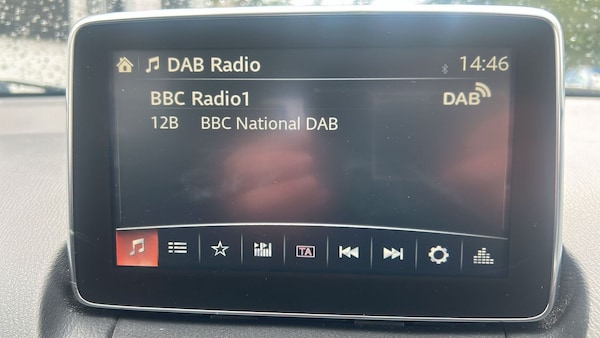 DAB Radio 14:46
BBC Radio1 DAB
12B BBC National DAB
TA